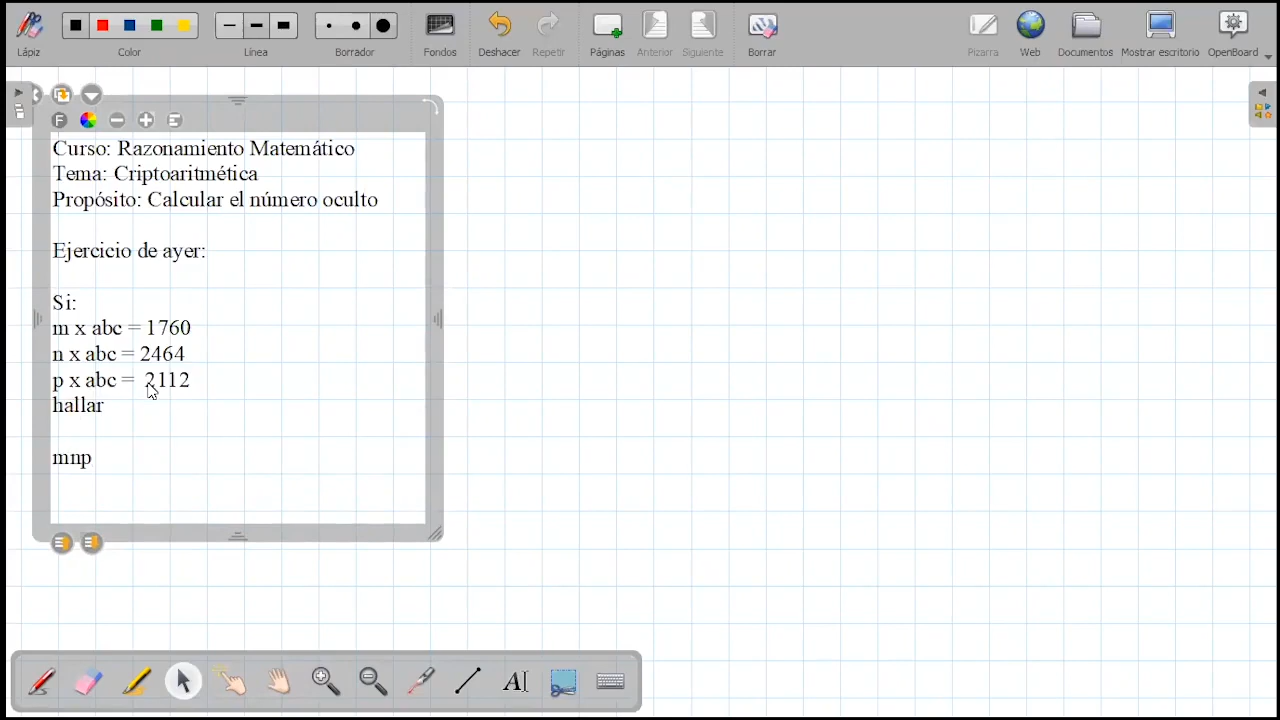 Lápiz
Color
Línea
Borrador
Fondos
Deshacer
Repetir
Páginas
Anterior
Siguiente
Borrar
Pizarra
Web
Documentos
Mostrar escritorio
OpenBoard
F
Curso: Razonamiento Matemático
Tema: Criptoaritmética
Propósito: Calcular el número oculto
Ejercicio de ayer:
Si:
m x abc = 1760
n x abc = 2464
p x abc = 2112
hallar
mnp